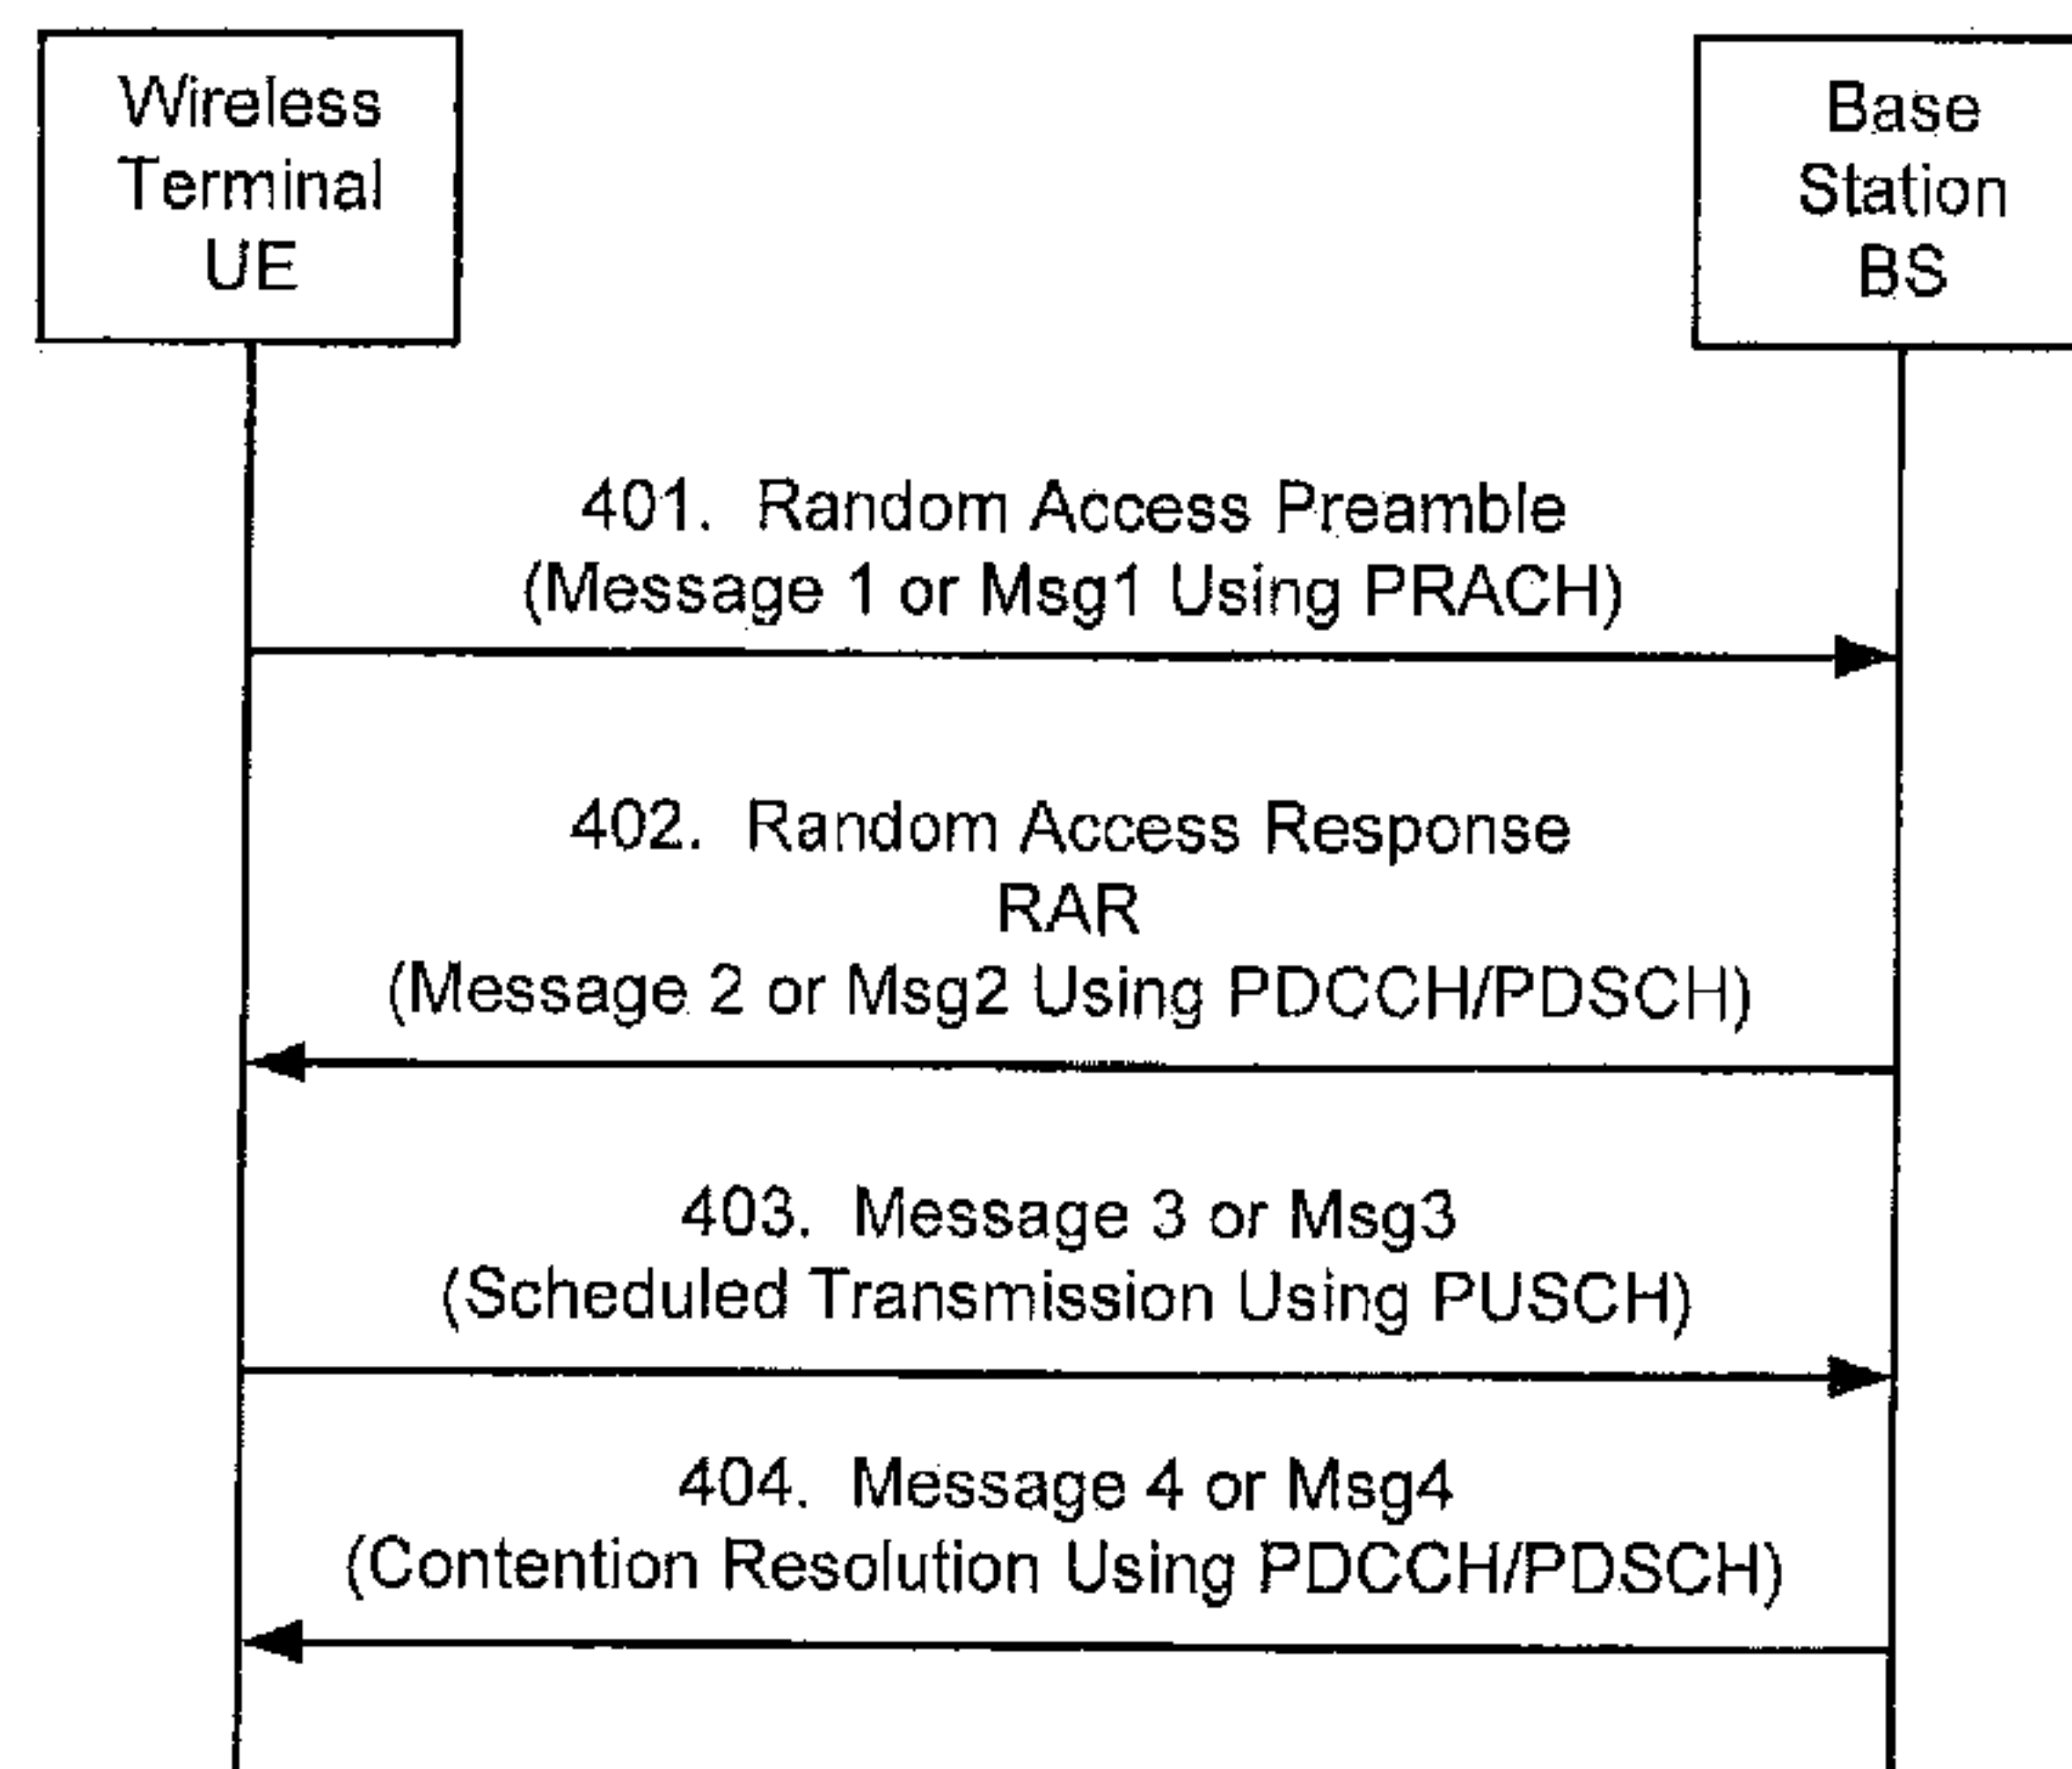 Wireless
Terminal
UE
Base
Station
BS
401. Random Access Preamble
(Message 1 or Msg1 Using PRACH)
402. Random Access Response
RAR
(Message 2 or Msg2 Using PDCCH/PDSCH)
403. Message 3 or Msg3
(Scheduled Transmission Using PUSCH)
404. Message 4 or Msg4
(Contention Resolution Using PDCCH/PDSCH)